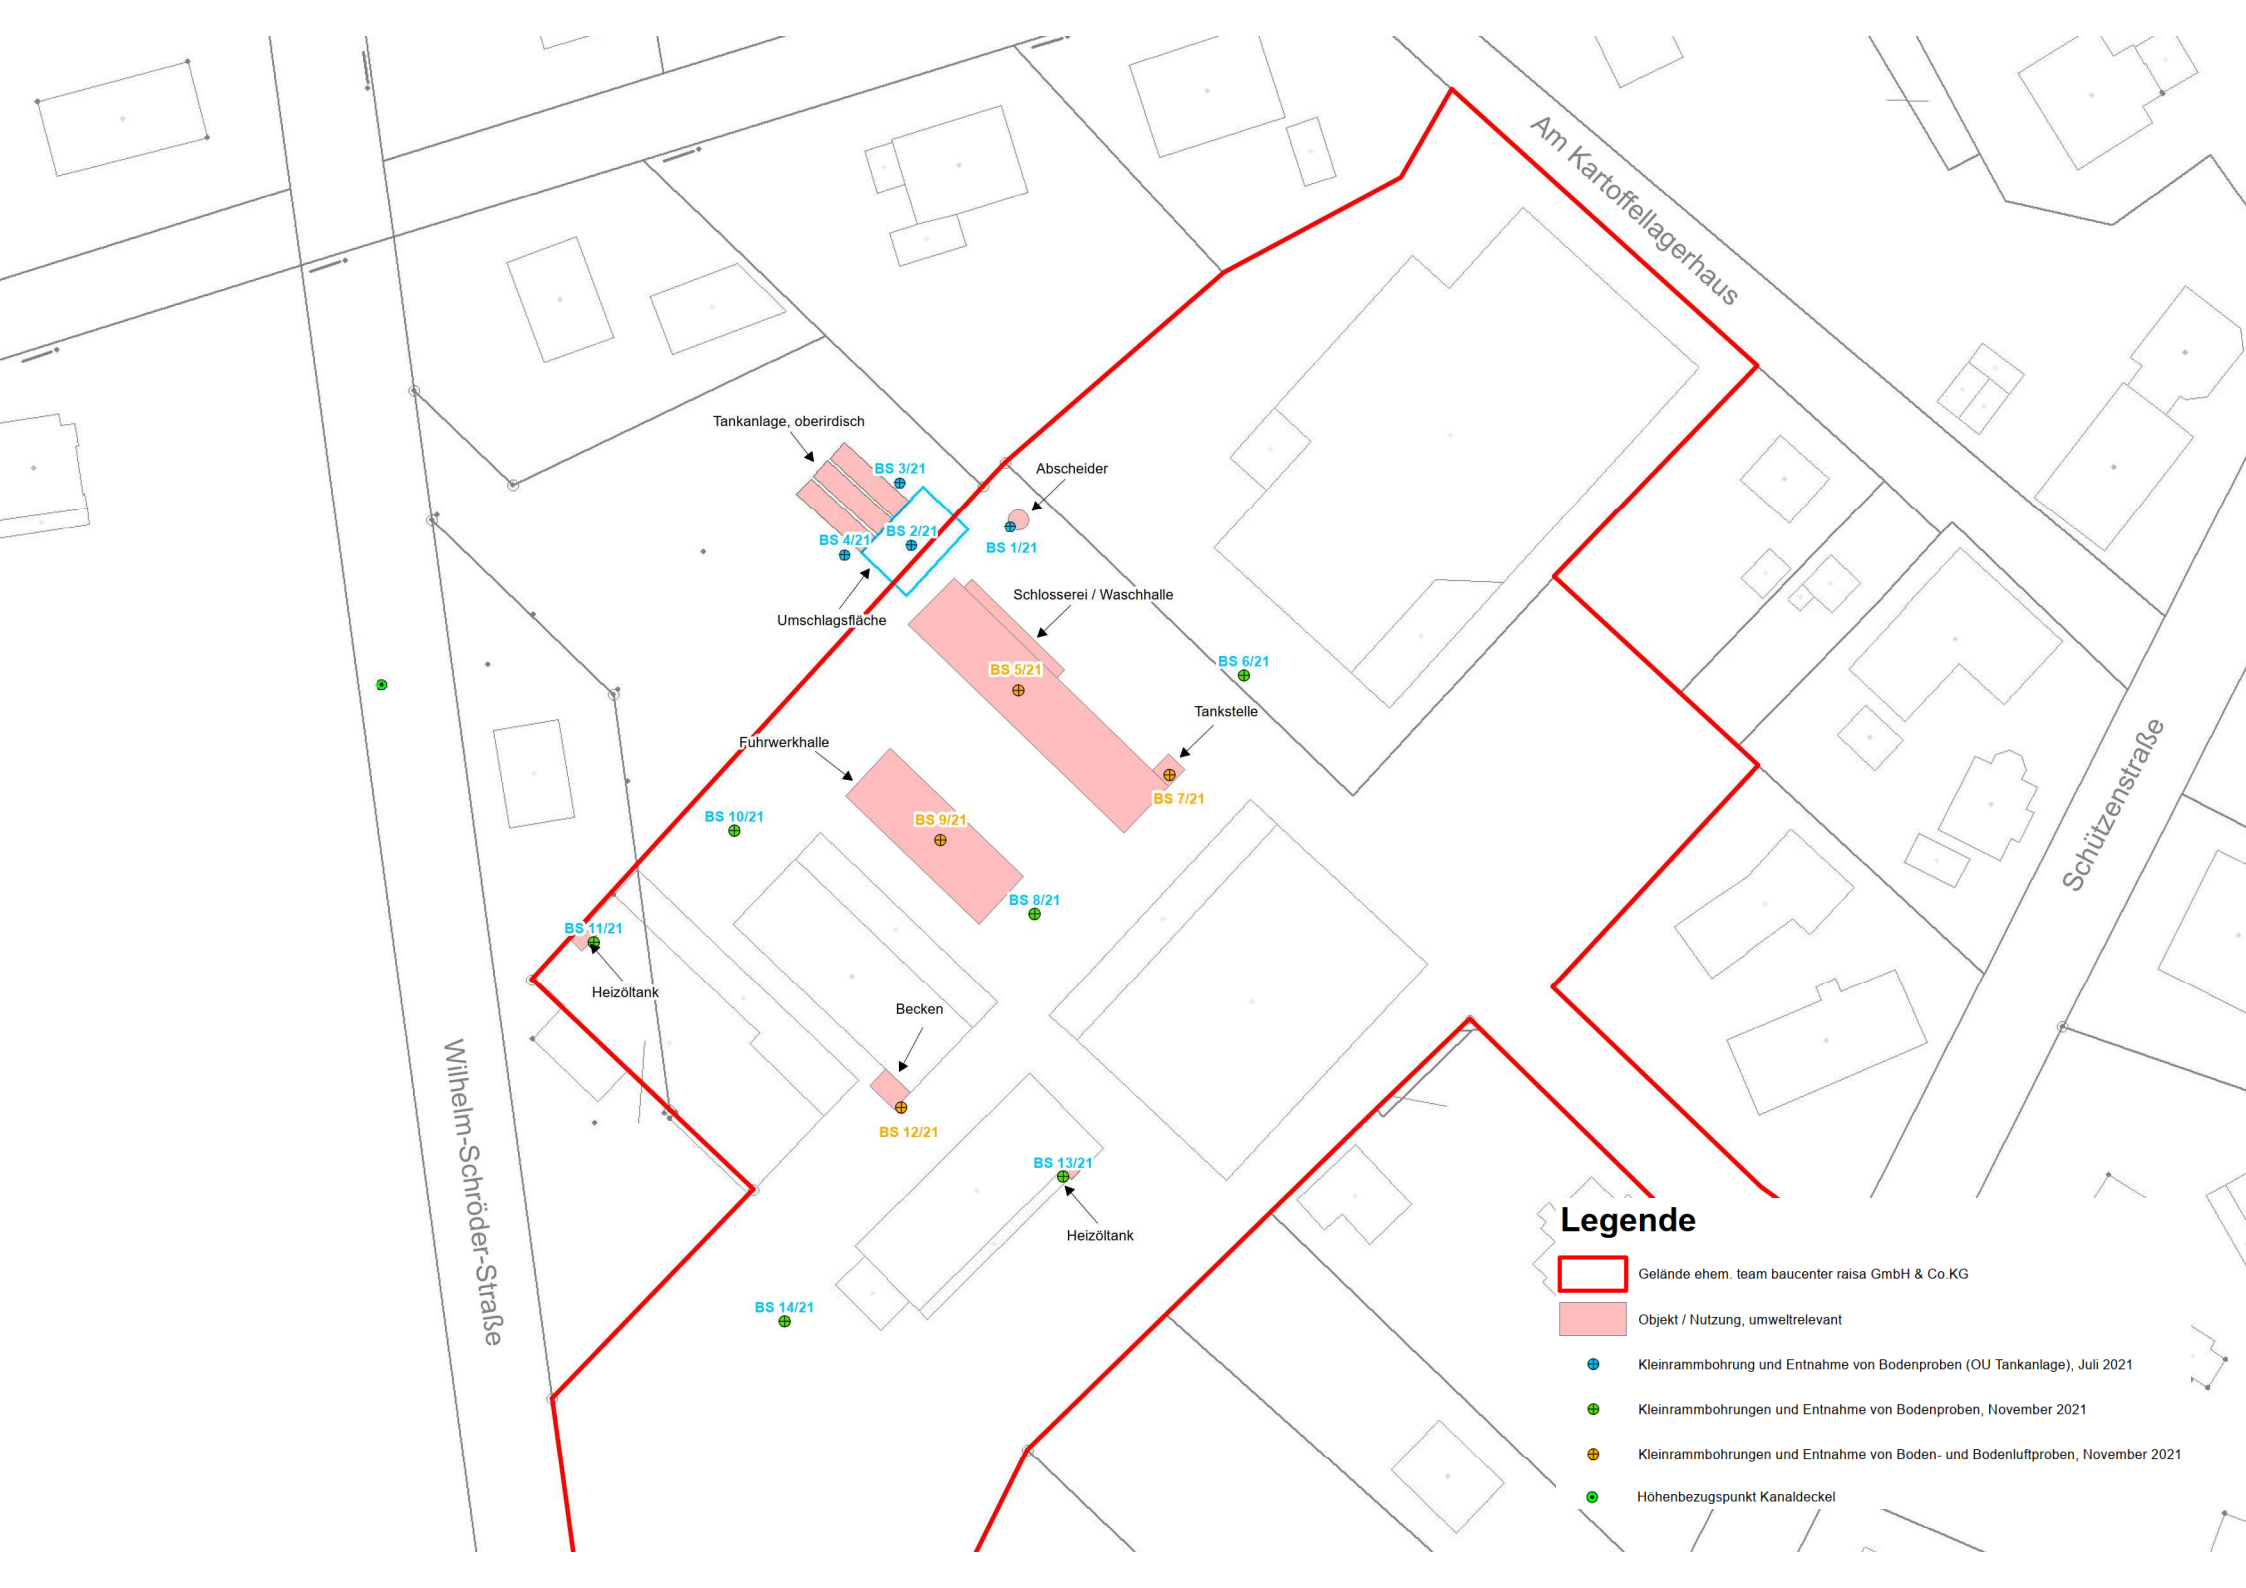 Am Kartoffellagerhaus
Tankanlage, oberirdisch
BS 3/21
Abscheider
BS 2/21
BS 4/21
BS 1/21
Schlosserei / Waschhalle
Umschlagsfläche
BS 5/21
BS 6/21
Tankstelle
Fuhrwerkhalle
BS 7/21
BS 10/21
BS 9/21
Schützenstraße
BS 8/21
BS 11/21
Heizöltank
Becken
Wilhelm-Schröder-Straße
BS 12/21
BS 13/21
Heizöltank
BS 14/21
Legende
Gelände ehem. team baucenter raisa GmbH & Co.KG
Objekt / Nutzung, umweltrelevant
Kleinrammbohrung und Entnahme von Bodenproben (OU Tankanlage), Juli 2021
Kleinrammbohrungen und Entnahme von Bodenproben, November 2021
Kleinrammbohrungen und Entnahme von Boden- und Bodenluftproben, November 2021
Höhenbezugspunkt Kanaldeckel